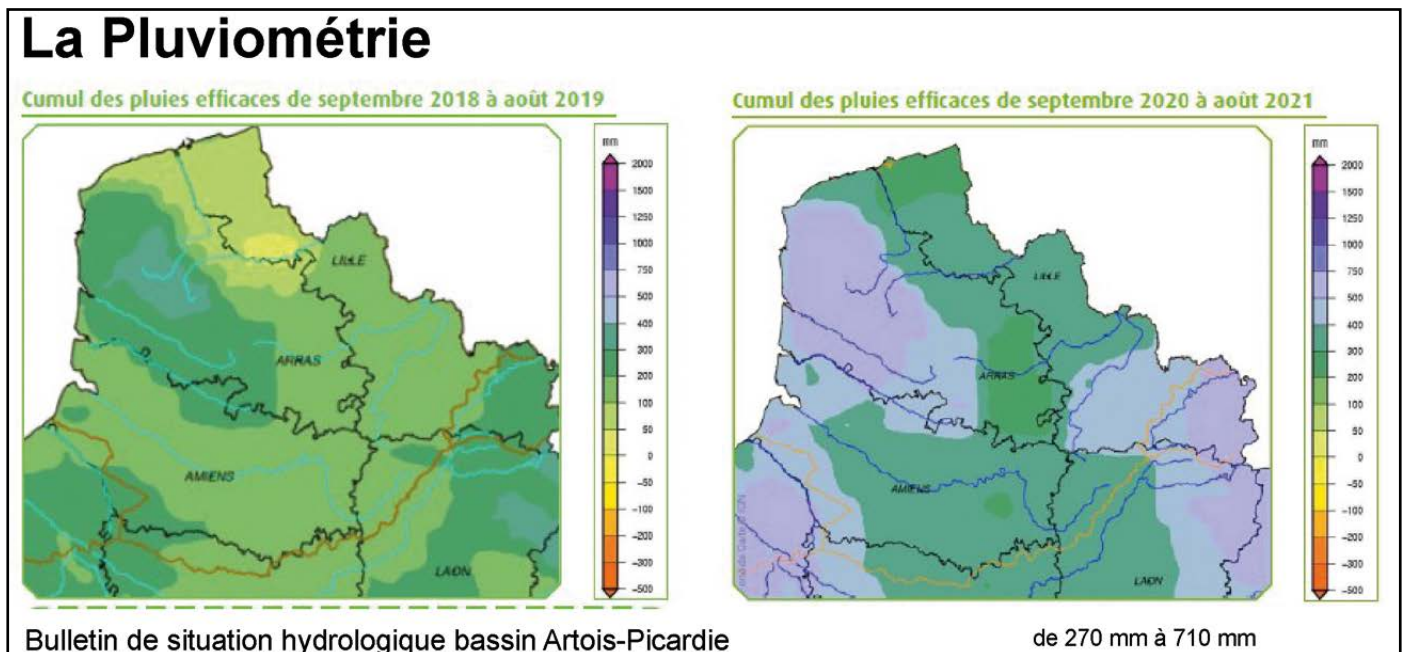 La Pluviométrie
Cumul des pluies efficaces de septembre 2018 à août 2019
mm
2000
1500
1250
1000
750
500
400
300
200
100
50
0
-50
-100
-200
-300
-500
LILLE
ARRAS
AMIENS
LAON
Cumul des pluies efficaces de septembre 2020 à août 2021
mm
2000
1500
1250
1000
750
500
400
300
200
100
50
0
-50
-100
-200
-300
-500
LILLE
ARRAS
AMIENS
LAON
Bulletin de situation hydrologique bassin Artois-Picardie
de 270 mm à 710 mm